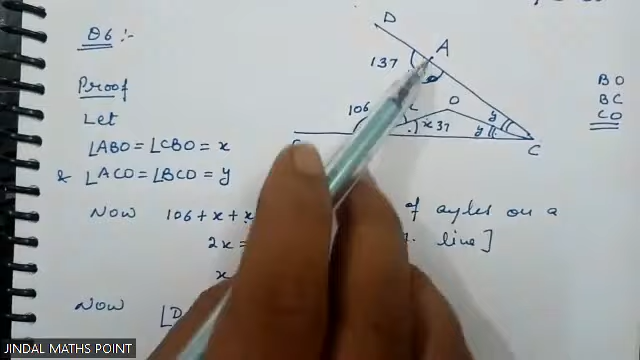 Q6 :-
Proof
Let
∠ABO = ∠CBO = x
& ∠ACO = ∠BCO = y
Now 106 + x + x of angles on a
2x = line]
x
Now ∠D
D
A
137
106
O
x 37
y
y
C
BO
BC
CO
JINDAL MATHS POINT